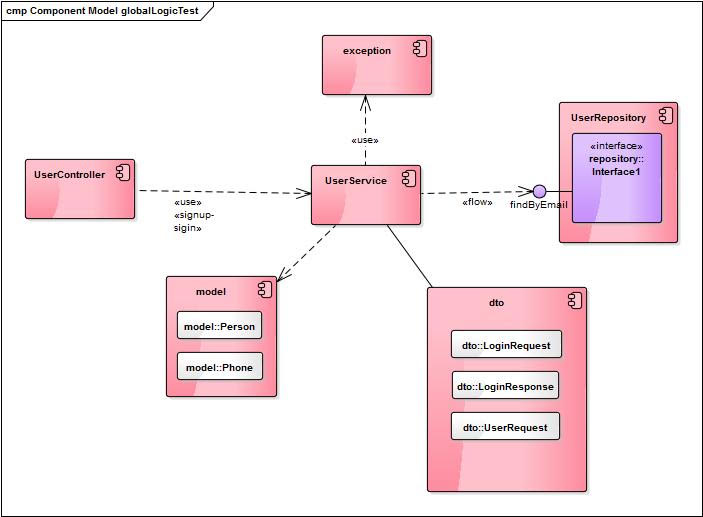 cmp Component Model globalLogicTest
exception
«use»
UserRepository
«interface»
repository::
Interface1
UserController
UserService
«use»
«signup-
sigin»
«flow»
findByEmail
model
model::Person
model::Phone
dto
dto::LoginRequest
dto::LoginResponse
dto::UserRequest